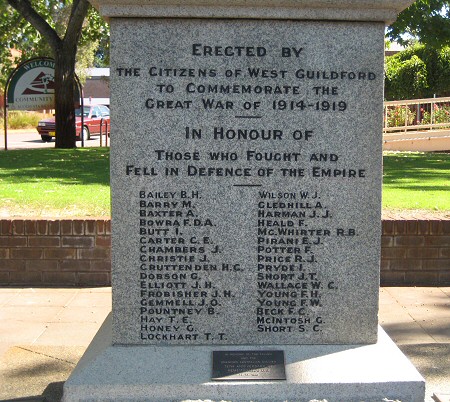 WELCOME
COMMUNITY
ERECTED BY
THE CITIZENS OF WEST GUILDFORD
TO COMMEMORATE THE
GREAT WAR OF 1914-1919
IN HONOUR OF
THOSE WHO FOUGHT AND
FELL IN DEFENCE OF THE EMPIRE
BAILEY B.H.
BARRY M.
BAXTER A.
BOWRA F.D.A.
BUTT I.
CARTER C.E.
CHAMBERS J.
CHRISTIE J.
CRUTTENDEN H.C.
DOBSON G.
ELLIOTT J.H.
FROBISHER J.H.
GEMMELL J.O.
POUNTNEY B.
HAY T.E.
HONEY G.
LOCKHART T.T.
WILSON W.J.
GLEDHILL A.
HARMAN J.J.
HEALD F.
MC.WHIRTER R.B.
PIRANI E.J.
POTTER F.
PRICE R.J.
PRYDE I.
SHORT J.T.
WALLACE W.C.
YOUNG F.H.
YOUNG F.W.
BECK F.C.
MCINTOSH G.
SHORT S.C.